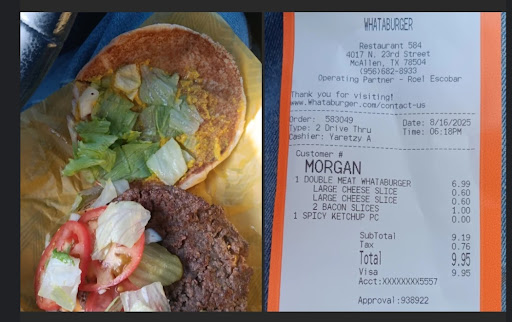 WHATABURGER
Restaurant 584
4017 N. 23rd Street
McAllen, TX 78504
(956)682-8933
Operating Partner - Roel Escobar
Thank you for visiting!
www.Whataburger.com/contact-us
Order: 563049 Date: 8/16/2025
Type: 2 Drive Thru Time: 06:18PM
Cashier: Yaretzy A
Customer #
MORGAN
1 DOUBLE MEAT WHATABURGER 6.99
LARGE CHEESE SLICE 0.60
LARGE CHEESE SLICE 0.60
2 BACON SLICES 1.00
1 SPICY KETCHUP PC 0.00
SubTotal 9.19
Tax 0.76
Total 9.95
Visa 9.95
Acct:XXXXXXXX5557
Approval:938922